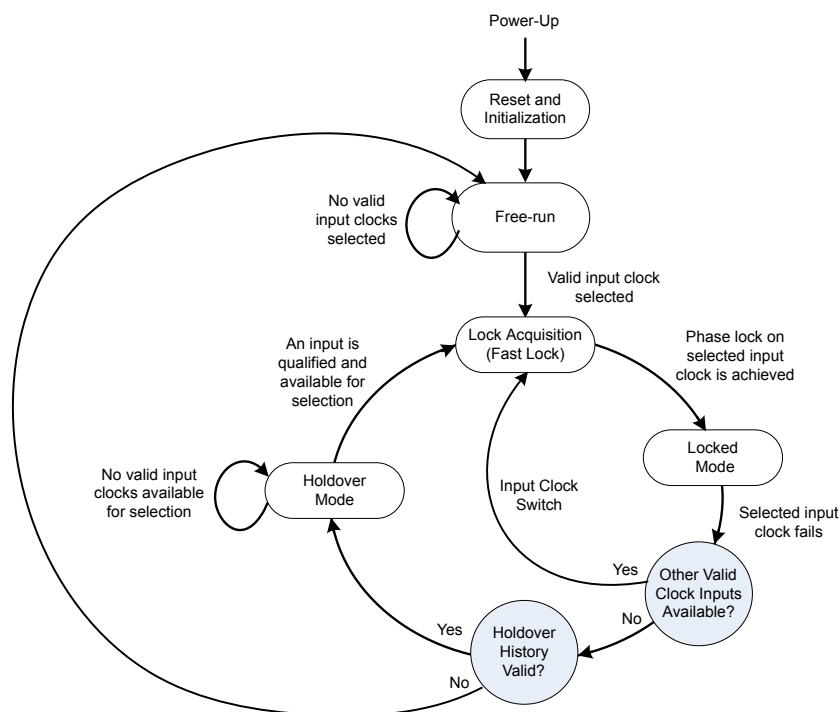 Power-Up
Reset and
Initialization
No valid
input clocks
selected
Free-run
Valid input clock
selected
An input is
qualified and
available for
selection
Lock Acquisition
(Fast Lock)
Phase lock on
selected input
clock is achieved
No valid input
clocks available
for selection
Holdover
Mode
Input Clock
Switch
Locked
Mode
Selected input
clock fails
Yes
Other Valid
Clock Inputs
Available?
No
Yes
Holdover
History
Valid?
No